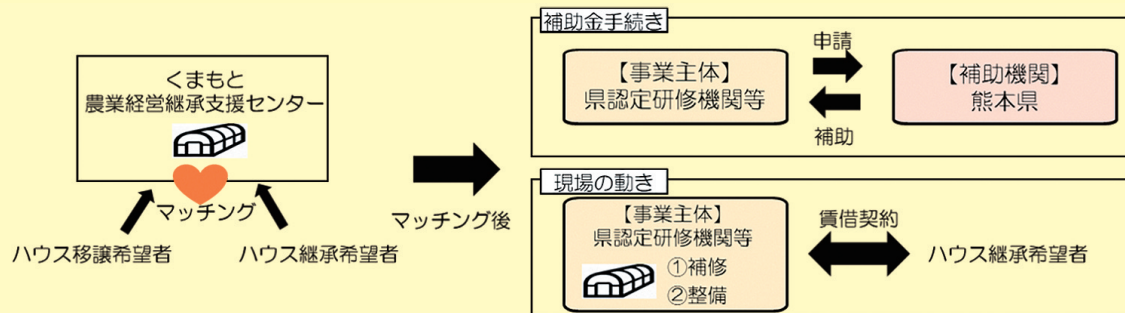 くまもと
農業経営継承支援センター
マッチング
ハウス移譲希望者
ハウス継承希望者
マッチング後
補助金手続き
【事業主体】
県認定研修機関等
申請
補助
【補助機関】
熊本県
現場の動き
【事業主体】
県認定研修機関等
①補修
②整備
賃借契約
ハウス継承希望者